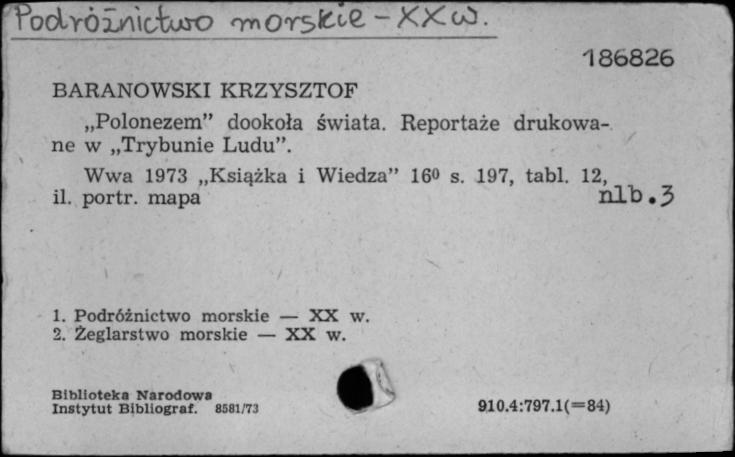 Podróżnictwo morskie - XX w.
186826
BARANOWSKI KRZYSZTOF
„Polonezem” dookoła świata. Reportaże drukowa-
ne w „Trybunie Ludu”.
Wwa 1973 „Książka i Wiedza” 16⁰ s. 197, tabl. 12,
il. portr. mapa nlb.3
1. Podróżnictwo morskie — XX w.
2. Żeglarstwo morskie — XX w.
Biblioteka Narodowa
Instytut Bibliograf. 8581/73
910.4:797.1(=84)